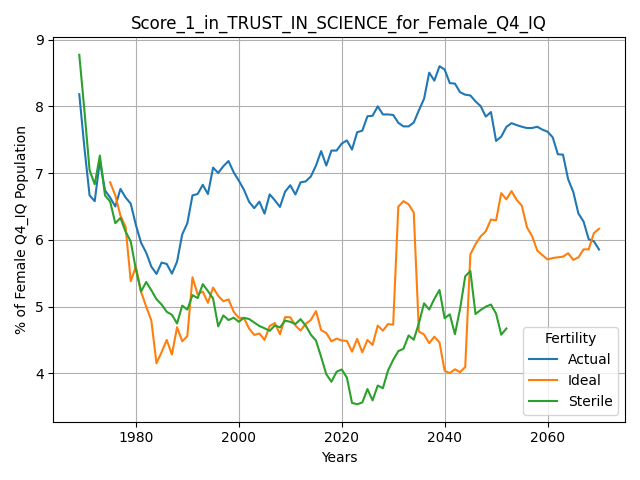 Score_1_in_TRUST_IN_SCIENCE_for_Female_Q4_IQ
% of Female Q4_IQ Population
9
8
7
6
5
4
1980
2000
2020
2040
2060
Years
Fertility
Actual
Ideal
Sterile